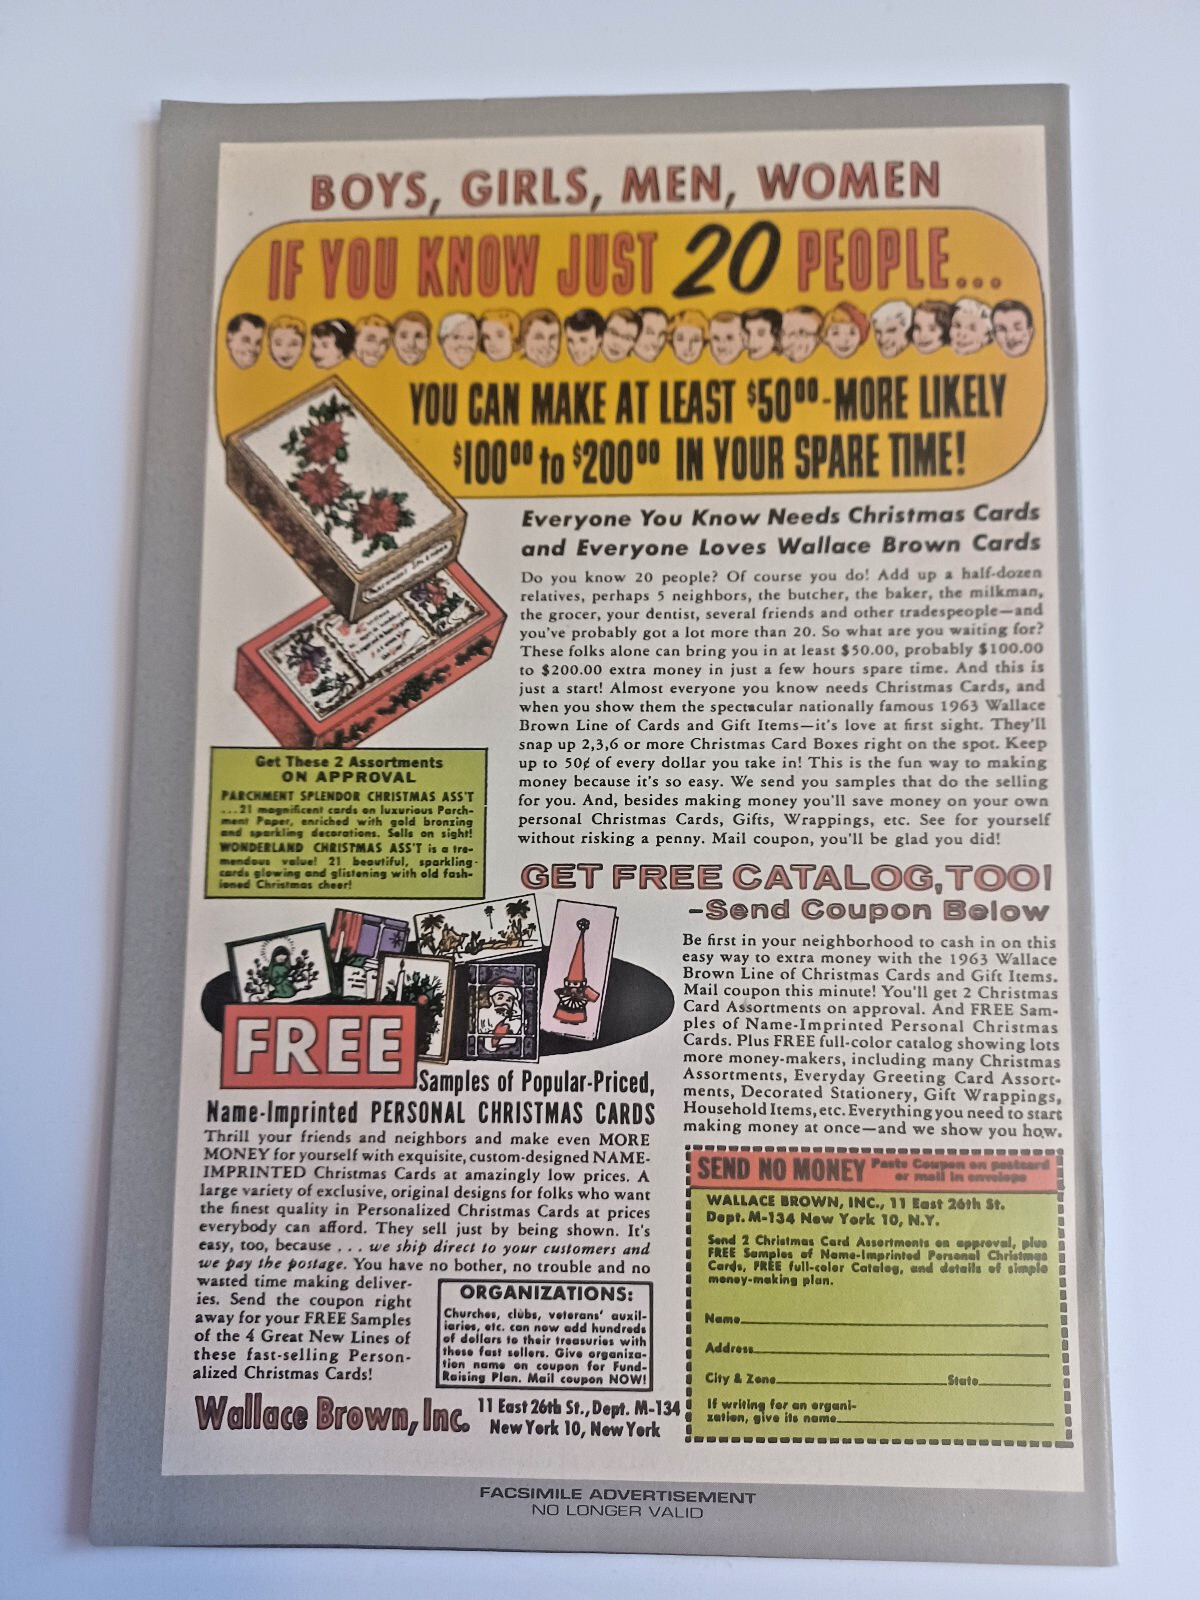 BOYS, GIRLS, MEN, WOMEN
IF YOU KNOW JUST 20 PEOPLE...
YOU CAN MAKE AT LEAST $50⁰⁰-MORE LIKELY
$100⁰⁰ to $200⁰⁰ IN YOUR SPARE TIME!
PARCHMENT SPLENDOR
Everyone You Know Needs Christmas Cards
and Everyone Loves Wallace Brown Cards
Do you know 20 people? Of course you do! Add up a half-dozen
relatives, perhaps 5 neighbors, the butcher, the baker, the milkman,
the grocer, your dentist, several friends and other tradespeople—and
you've probably got a lot more than 20. So what are you waiting for?
These folks alone can bring you in at least $50.00, probably $100.00
to $200.00 extra money in just a few hours spare time. And this is
just a start! Almost everyone you know needs Christmas Cards, and
when you show them the spectacular nationally famous 1963 Wallace
Brown Line of Cards and Gift Items—it's love at first sight. They'll
snap up 2,3,6 or more Christmas Card Boxes right on the spot. Keep
up to 50¢ of every dollar you take in! This is the fun way to making
money because it's so easy. We send you samples that do the selling
for you. And, besides making money you'll save money on your own
personal Christmas Cards, Gifts, Wrappings, etc. See for yourself
without risking a penny. Mail coupon, you'll be glad you did!
Get These 2 Assortments
ON APPROVAL
PARCHMENT SPLENDOR CHRISTMAS ASS'T
...21 magnificent cards on luxurious Parch-
ment Paper, enriched with gold bronzing
and sparkling decorations. Sells on sight!
WONDERLAND CHRISTMAS ASS'T is a tre-
mendous value! 21 beautiful, sparkling
cards glowing and glistening with old fash-
ioned Christmas cheer!
GET FREE CATALOG, TOO!
-Send Coupon Below
Be first in your neighborhood to cash in on this
easy way to extra money with the 1963 Wallace
Brown Line of Christmas Cards and Gift Items.
Mail coupon this minute! You'll get 2 Christmas
Card Assortments on approval. And FREE Sam-
ples of Name-Imprinted Personal Christmas
Cards. Plus FREE full-color catalog showing lots
more money-makers, including many Christmas
Assortments, Everyday Greeting Card Assort-
ments, Decorated Stationery, Gift Wrappings,
Household Items, etc. Everything you need to start
making money at once—and we show you how.
FREE
Samples of Popular-Priced,
Name-Imprinted PERSONAL CHRISTMAS CARDS
Thrill your friends and neighbors and make even MORE
MONEY for yourself with exquisite, custom-designed NAME-
IMPRINTED Christmas Cards at amazingly low prices. A
large variety of exclusive, original designs for folks who want
the finest quality in Personalized Christmas Cards at prices
everybody can afford. They sell just by being shown. It's
easy, too, because ... we ship direct to your customers and
we pay the postage. You have no bother, no trouble and no
wasted time making deliver-
ies. Send the coupon right
away for your FREE Samples
of the 4 Great New Lines of
these fast-selling Person-
alized Christmas Cards!
ORGANIZATIONS:
Churches, clubs, veterans' auxil-
iaries, etc. can now add hundreds
of dollars to their treasuries with
these fast sellers. Give organiza-
tion name on coupon for Fund-
Raising Plan. Mail coupon NOW!
Wallace Brown, Inc.
11 East 26th St., Dept. M-134
New York 10, New York
SEND NO MONEY Paste Coupon on postcard
or mail in envelope
WALLACE BROWN, INC., 11 East 26th St.
Dept. M-134 New York 10, N.Y.
Send 2 Christmas Card Assortments on approval, plus
FREE Samples of Name-Imprinted Personal Christmas
Cards, FREE full-color Catalog, and details of simple
money-making plan.
Name
Address
City & Zone State
If writing for an organi-
zation, give its name
FACSIMILE ADVERTISEMENT
NO LONGER VALID